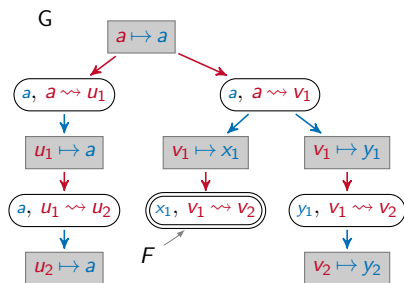 G
a ↦ a
a, a ⇝ u₁
a, a ⇝ v₁
u₁ ↦ a
v₁ ↦ x₁
v₁ ↦ y₁
a, u₁ ⇝ u₂
x₁, v₁ ⇝ v₂
y₁, v₁ ⇝ v₂
F
u₂ ↦ a
v₂ ↦ y₂